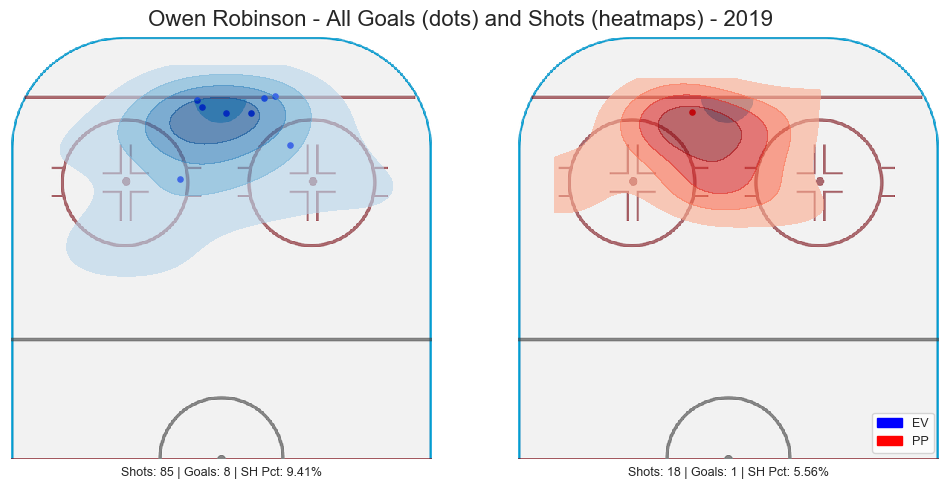 Owen Robinson - All Goals (dots) and Shots (heatmaps) - 2019
EV
PP
Shots: 85 | Goals: 8 | SH Pct: 9.41%
Shots: 18 | Goals: 1 | SH Pct: 5.56%